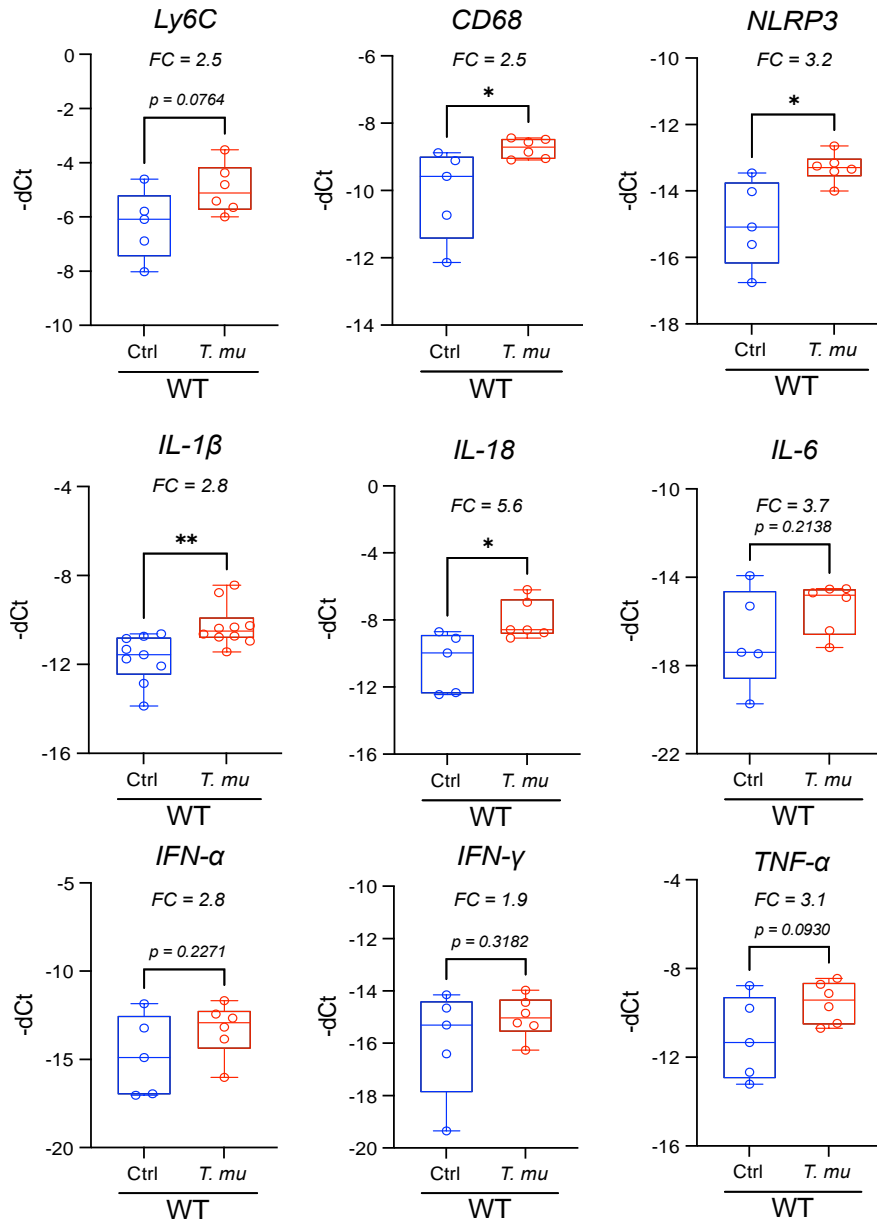 Ly6C
CD68
NLRP3
0
-2
-4
-6
-8
-10
-dCt
FC = 2.5
p = 0.0764
Ctrl
T. mu
WT
-6
-8
-10
-12
-14
-dCt
FC = 2.5
*
Ctrl
T. mu
WT
-10
-12
-14
-16
-18
-dCt
FC = 3.2
*
Ctrl
T. mu
WT
IL-1β
IL-18
IL-6
-4
-8
-12
-16
-dCt
FC = 2.8
**
Ctrl
T. mu
WT
0
-4
-8
-12
-16
-dCt
FC = 5.6
*
Ctrl
T. mu
WT
-10
-14
-18
-22
-dCt
FC = 3.7
p = 0.2138
Ctrl
T. mu
WT
IFN-α
IFN-γ
TNF-α
-5
-10
-15
-20
-dCt
FC = 2.8
p = 0.2271
Ctrl
T. mu
WT
-10
-12
-14
-16
-18
-20
-dCt
FC = 1.9
p = 0.3182
Ctrl
T. mu
WT
-4
-8
-12
-16
-dCt
FC = 3.1
p = 0.0930
Ctrl
T. mu
WT